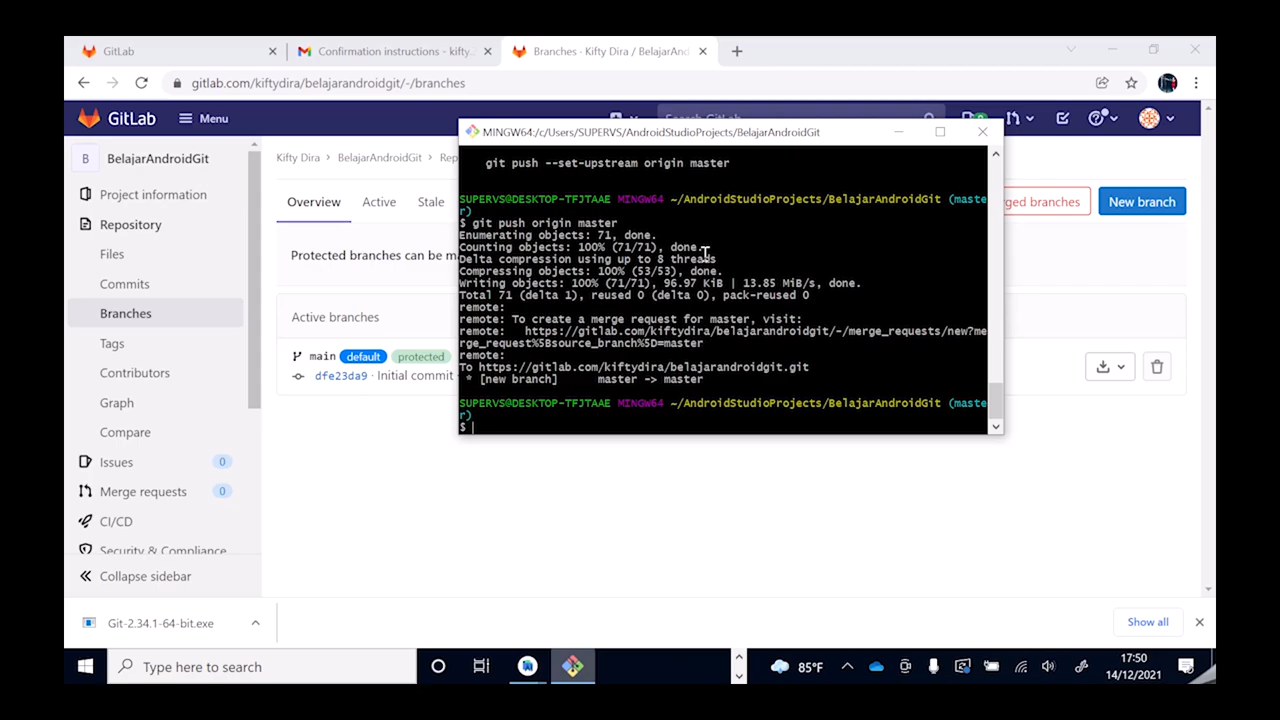 GitLab
Confirmation instructions - kifty.
Branches - Kifty Dira / BelajarAnd
gitlab.com/kiftydira/belajarandroidgit/-/branches
GitLab
Menu
MINGW64:/c/Users/SUPERVS/AndroidStudioProjects/BelajarAndroidGit
B
BelajarAndroidGit
Project information
Repository
Files
Commits
Branches
Tags
Contributors
Graph
Compare
Issues 0
Merge requests 0
CI/CD
Security & Compliance
Collapse sidebar
Kifty Dira > BelajarAndroidGit > Rep
Overview Active Stale
ged branches
New branch
Protected branches can be m
Active branches
main default protected
dfe23da9 · Initial commit
git push --set-upstream origin master
SUPERVS@DESKTOP-TFJTAAE MINGW64 ~/AndroidStudioProjects/BelajarAndroidGit (maste
r)
$ git push origin master
Enumerating objects: 71, done.
Counting objects: 100% (71/71), done.
Delta compression using up to 8 threads
Compressing objects: 100% (53/53), done.
Writing objects: 100% (71/71), 96.97 KiB | 13.85 MiB/s, done.
Total 71 (delta 1), reused 0 (delta 0), pack-reused 0
remote:
remote: To create a merge request for master, visit:
remote:   https://gitlab.com/kiftydira/belajarandroidgit/-/merge_requests/new?me
rge_request%5Bsource_branch%5D=master
remote:
To https://gitlab.com/kiftydira/belajarandroidgit.git
* [new branch]      master -> master
SUPERVS@DESKTOP-TFJTAAE MINGW64 ~/AndroidStudioProjects/BelajarAndroidGit (maste
r)
$
Git-2.34.1-64-bit.exe
Show all
Type here to search
85°F
17:50
14/12/2021